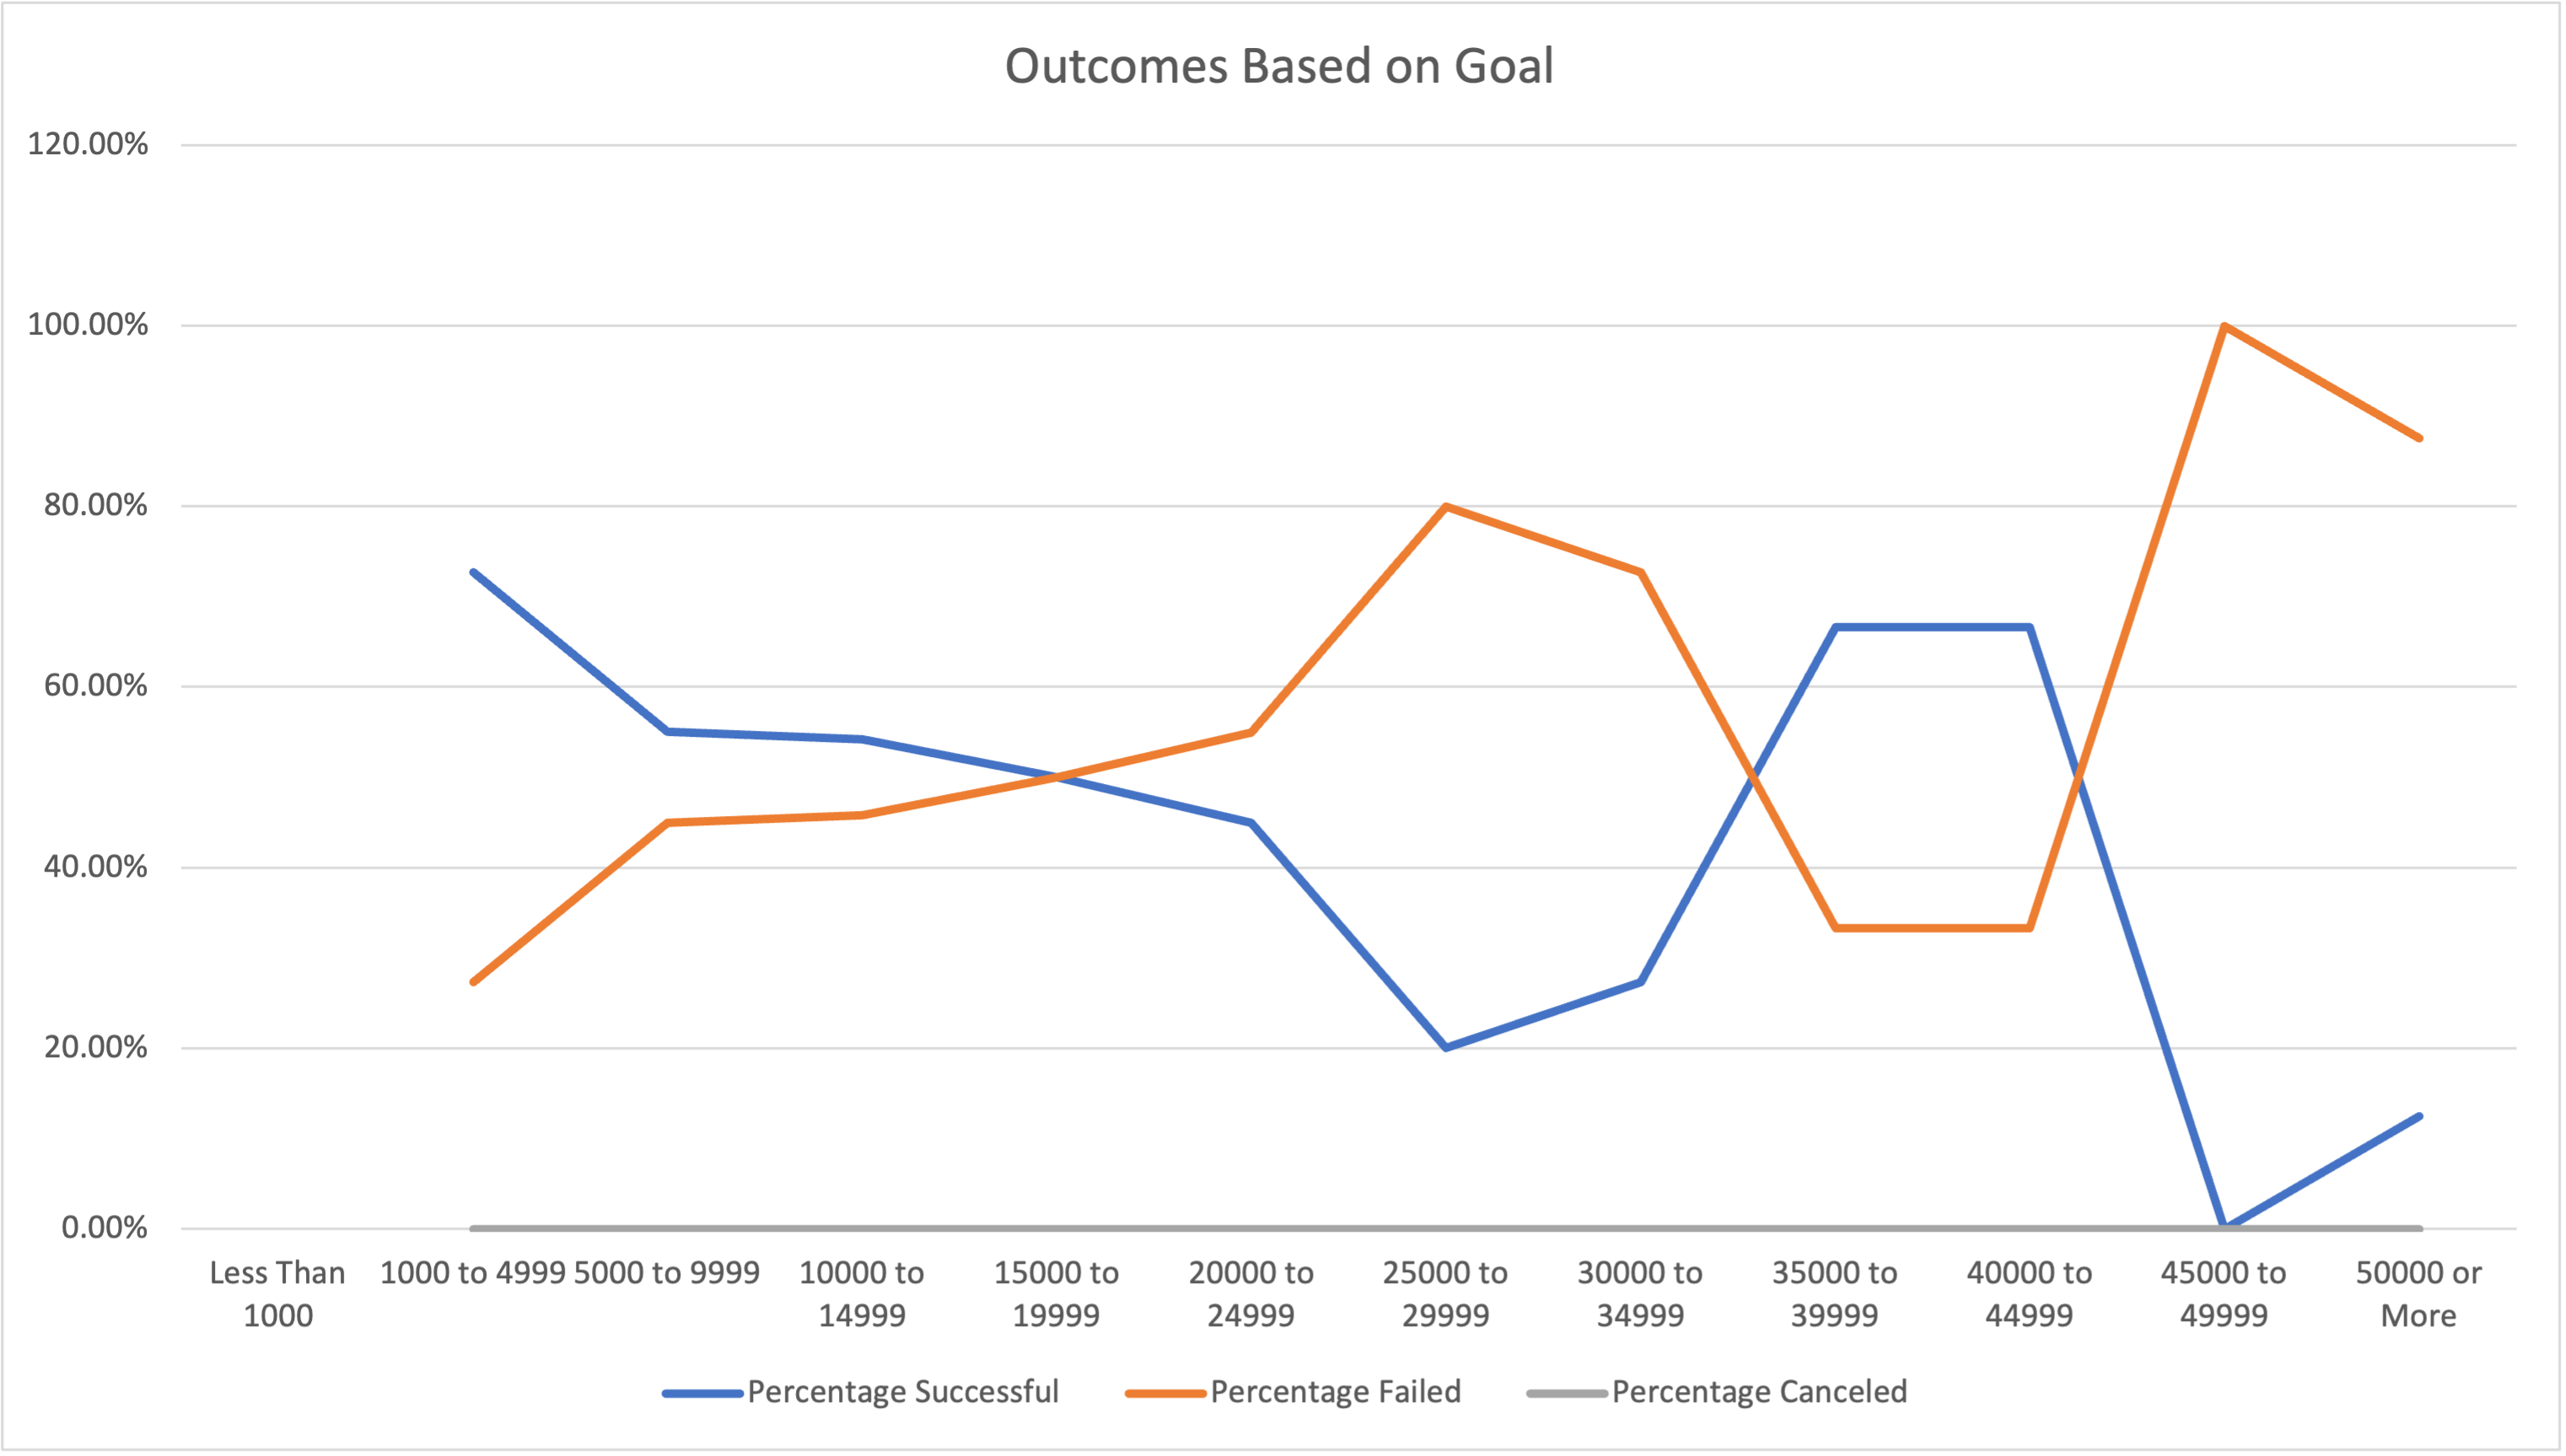 Outcomes Based on Goal
120.00%
100.00%
80.00%
60.00%
40.00%
20.00%
0.00%
Less Than 1000 to 4999 5000 to 9999 10000 to 15000 to 20000 to 25000 to 30000 to 35000 to 40000 to 45000 to 50000 or
1000 14999 19999 24999 29999 34999 39999 44999 49999 More
Percentage Successful Percentage Failed Percentage Canceled